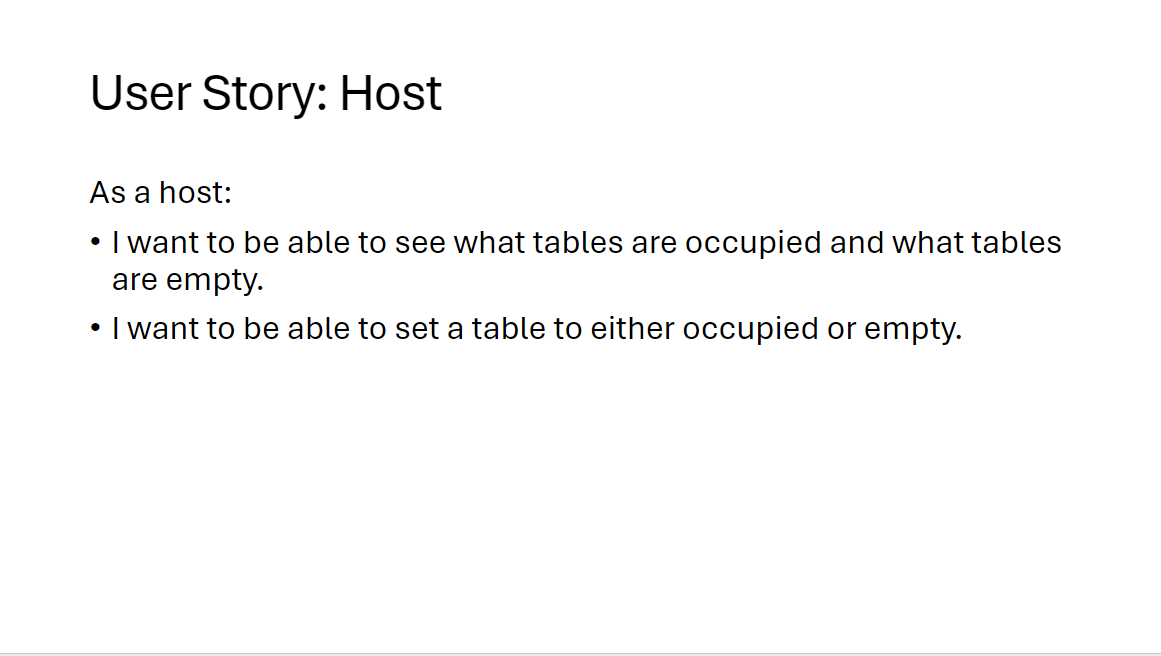 User Story: Host
As a host:
• I want to be able to see what tables are occupied and what tables
are empty.
• I want to be able to set a table to either occupied or empty.